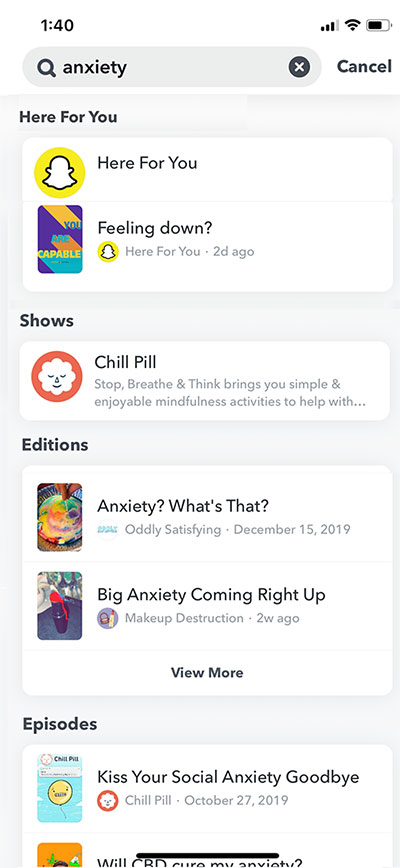 1:40
anxiety
Cancel
Here For You
Here For You
YOU
ARE
CAPABLE
Feeling down?
Here For You · 2d ago
Shows
Chill Pill
Stop, Breathe & Think brings you simple &
enjoyable mindfulness activities to help with...
Editions
Anxiety? What's That?
Oddly Satisfying · December 15, 2019
Big Anxiety Coming Right Up
Makeup Destruction · 2w ago
View More
Episodes
Chill Pill
Kiss Your Social Anxiety Goodbye
Chill Pill · October 27, 2019
Will CBD cure my anxiety?